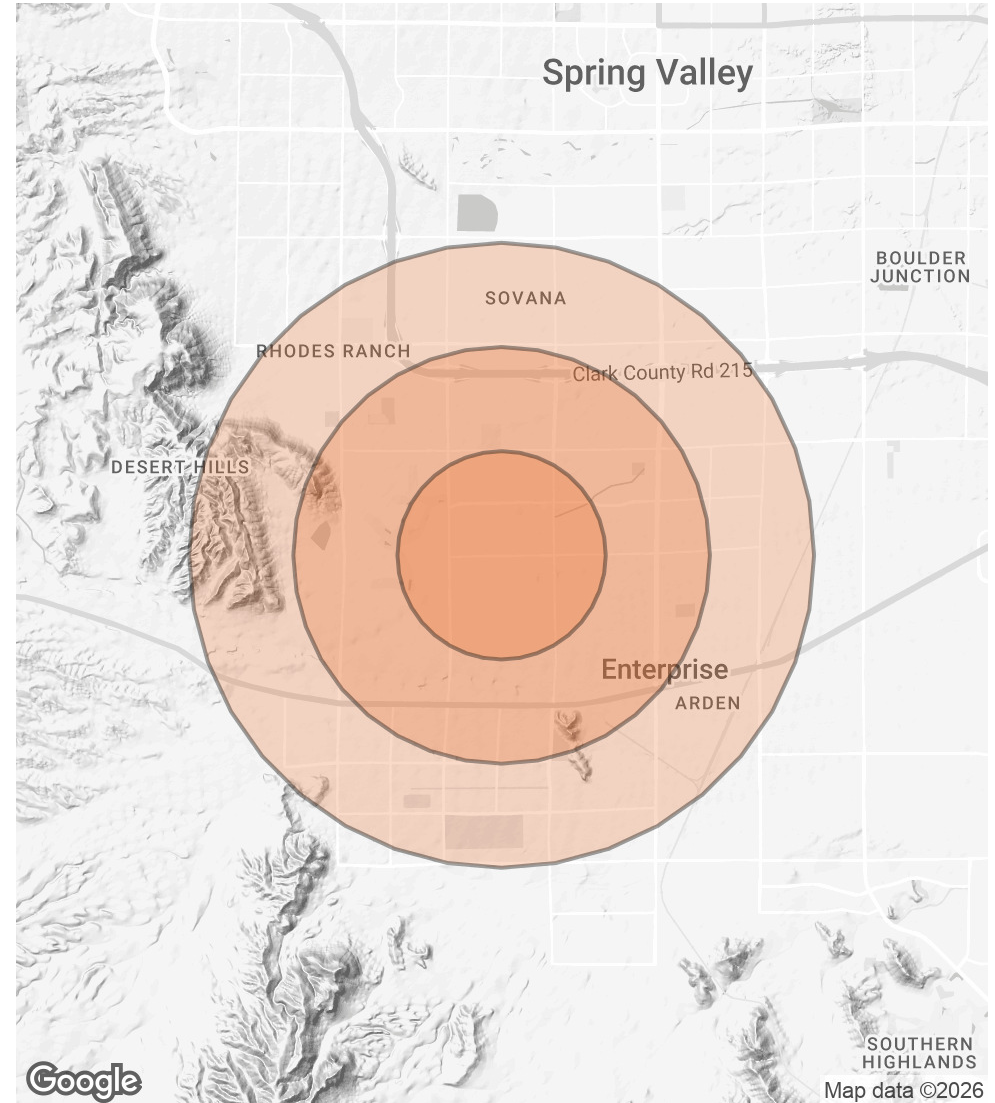 Spring Valley
BOULDER
JUNCTION
SOVANA
RHODES RANCH
Clark County Rd 215
DESERT HILLS
Enterprise
ARDEN
SOUTHERN
HIGHLANDS
Google
Map data ©2026